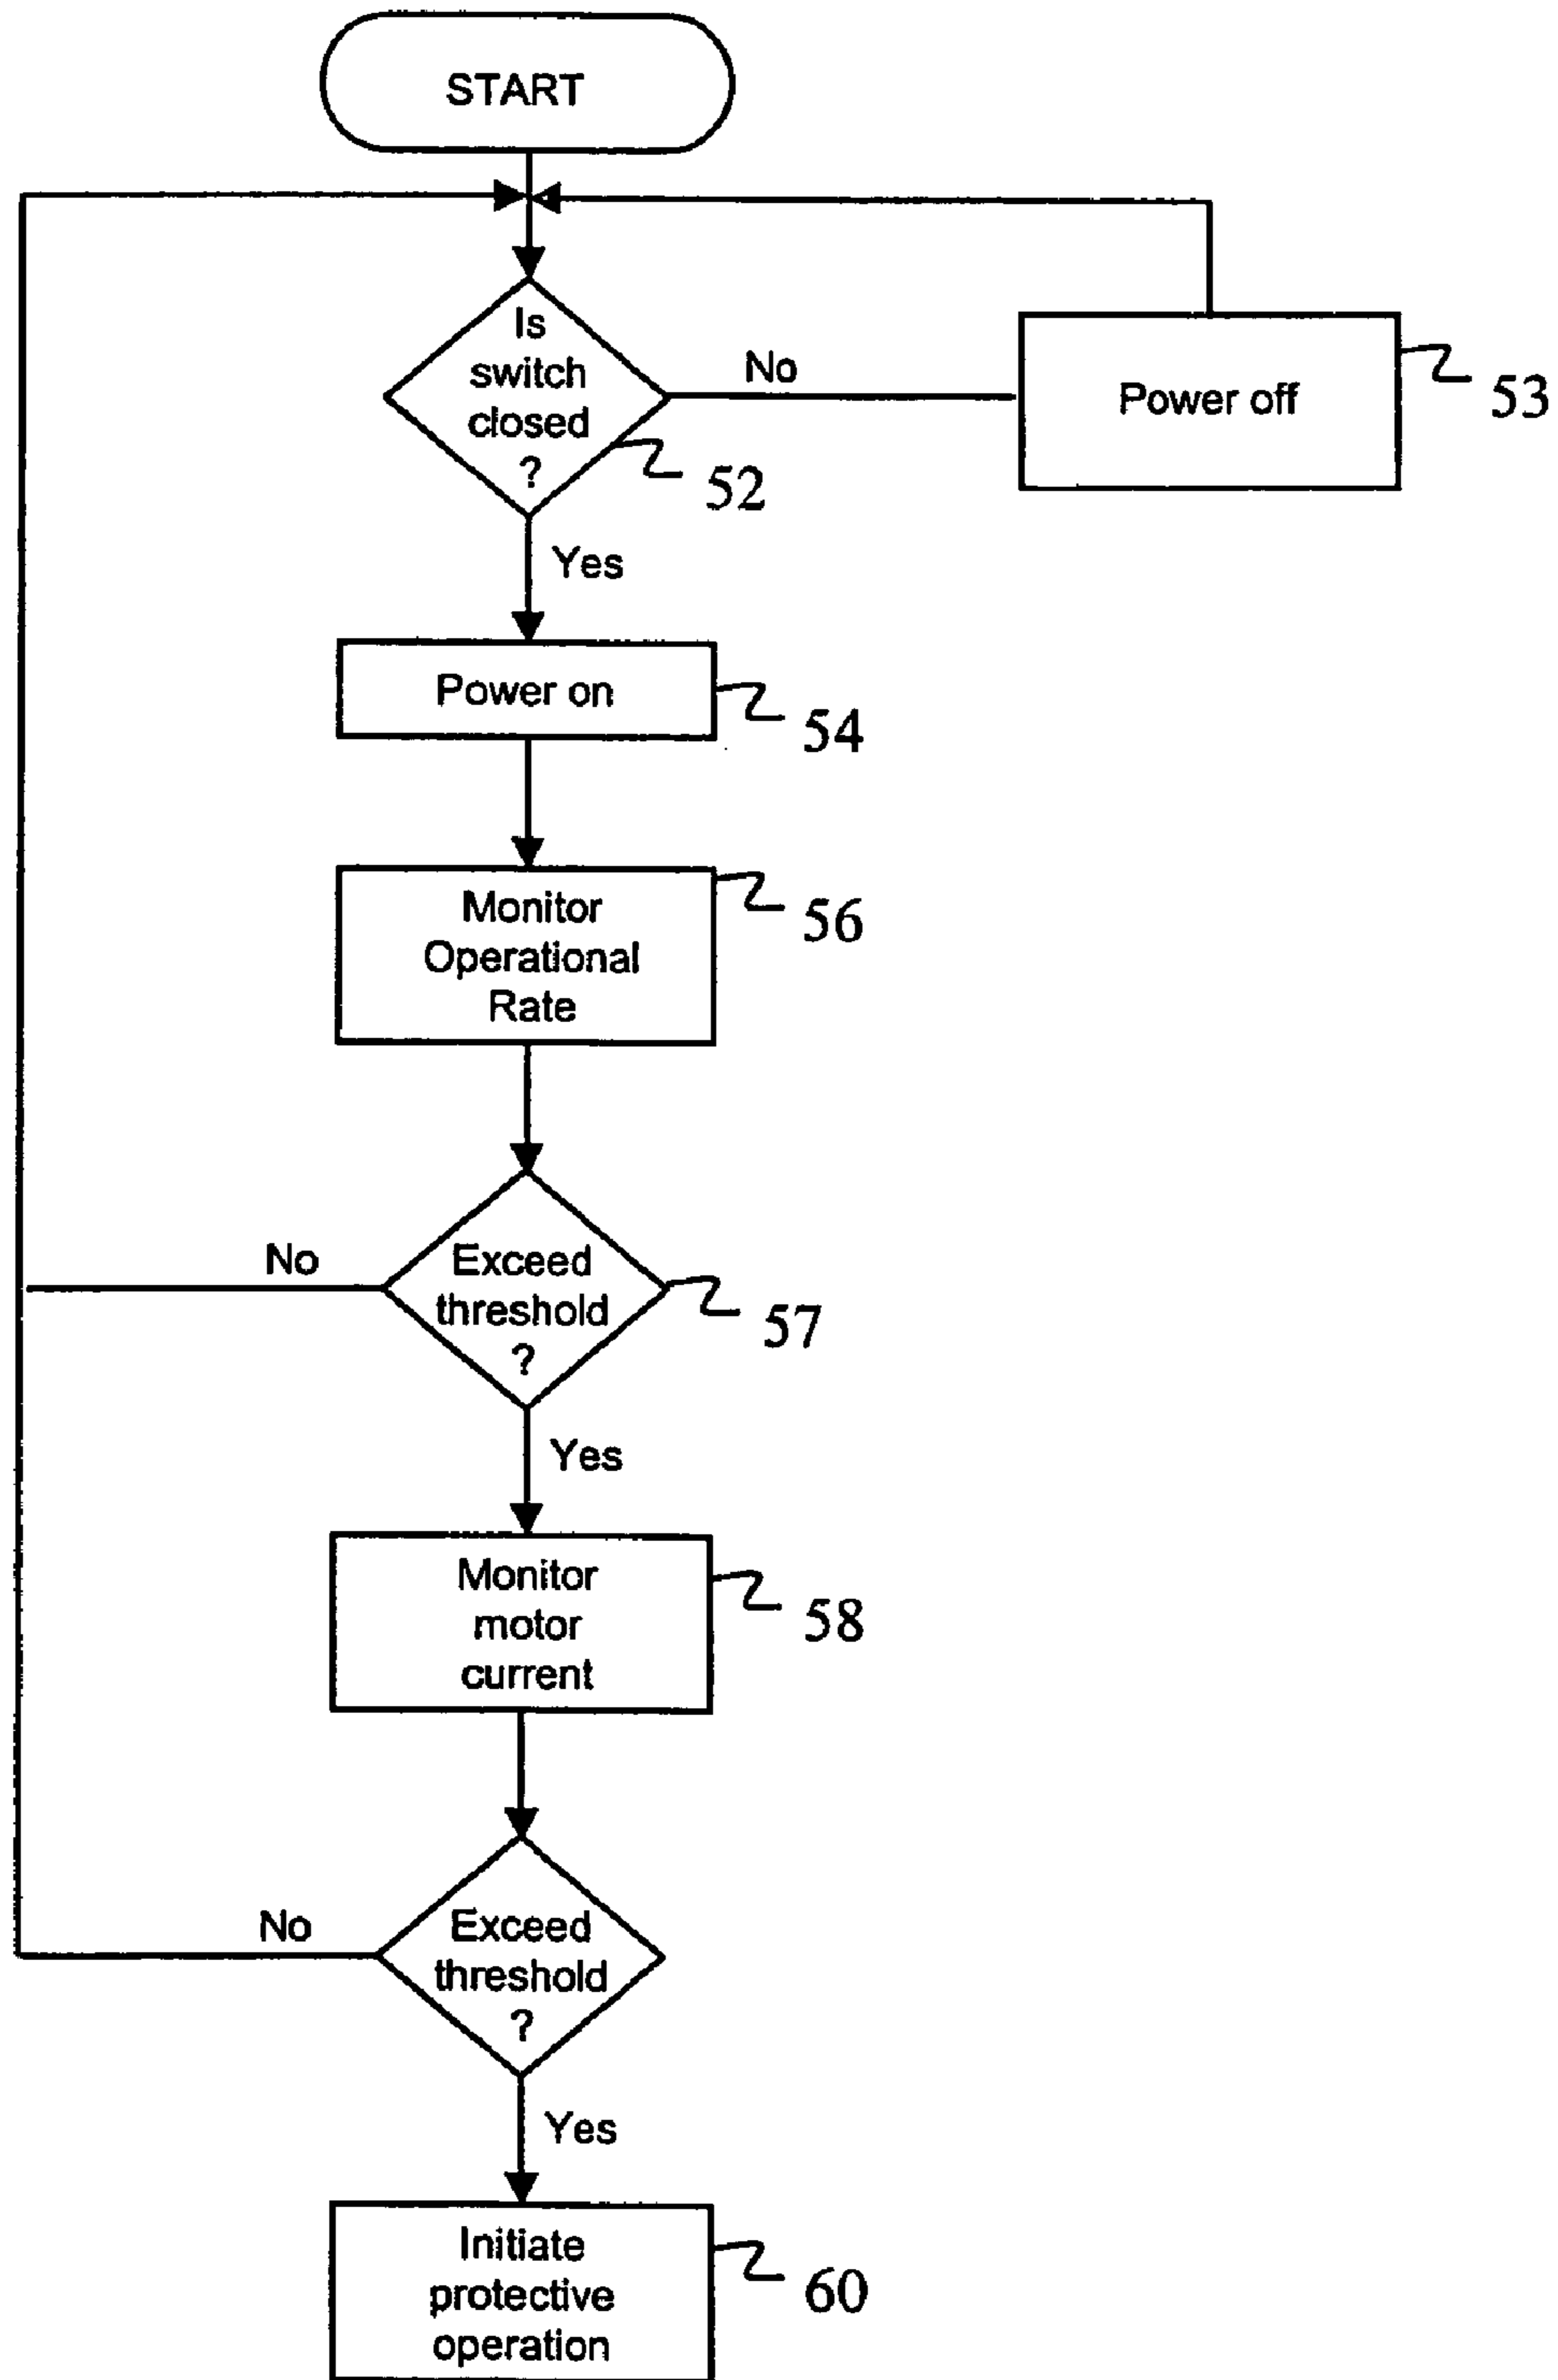 START
Is
switch
closed
?
No
52
Power off
53
Yes
Power on
54
Monitor
Operational
Rate
56
No
Exceed
threshold
?
57
Yes
Monitor
motor
current
58
No
Exceed
threshold
?
Yes
Initiate
protective
operation
60